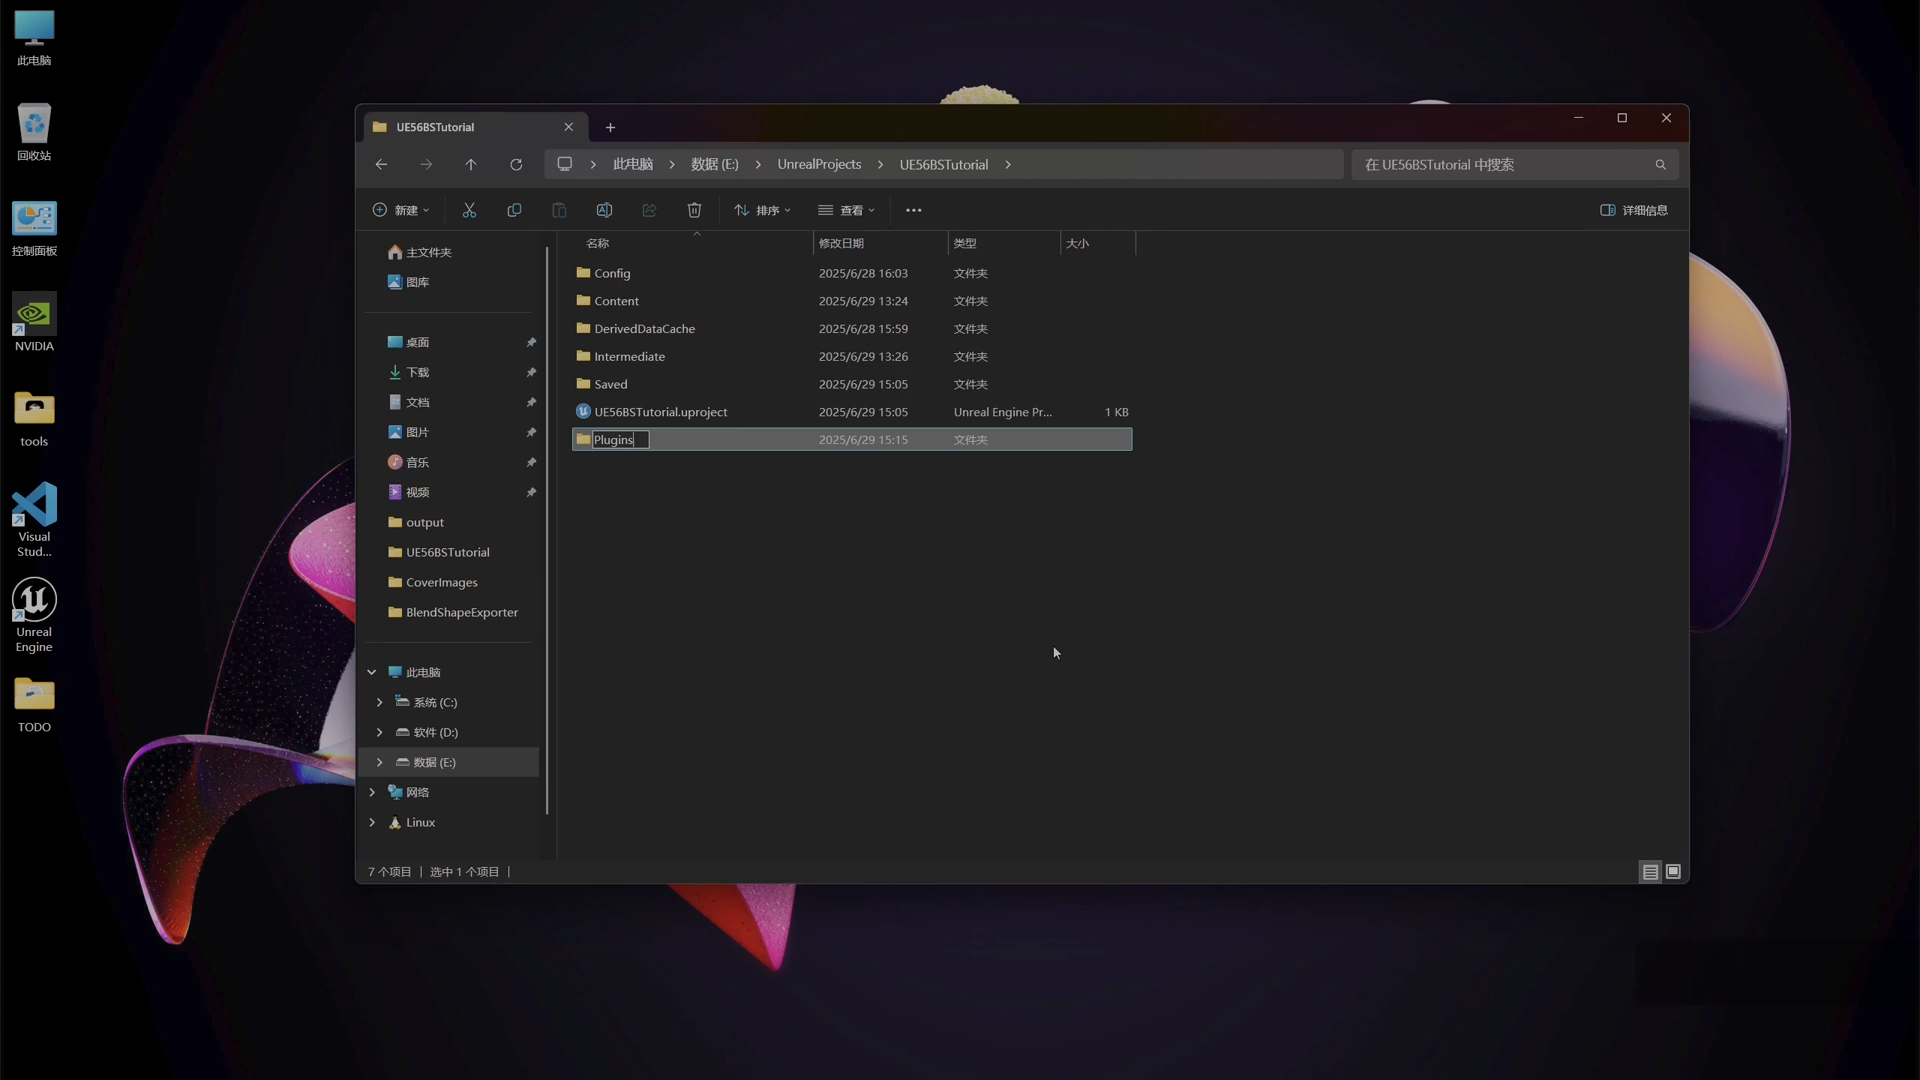 此电脑
回收站
控制面板
NVIDIA
tools
Visual
Stud...
Unreal
Engine
TODO
UE56BSTutorial
此电脑 数据 (E:) UnrealProjects UE56BSTutorial
在 UE56BSTutorial 中搜索
新建 排序 查看 详细信息
主文件夹
图库
桌面
下载
文档
图片
音乐
视频
output
UE56BSTutorial
CoverImages
BlendShapeExporter
此电脑
系统 (C:)
软件 (D:)
数据 (E:)
网络
Linux
名称 修改日期 类型 大小
Config 2025/6/28 16:03 文件夹
Content 2025/6/29 13:24 文件夹
DerivedDataCache 2025/6/28 15:59 文件夹
Intermediate 2025/6/29 13:26 文件夹
Saved 2025/6/29 15:05 文件夹
UE56BSTutorial.uproject 2025/6/29 15:05 Unreal Engine Pr... 1 KB
Plugins 2025/6/29 15:15 文件夹
7 个项目 选中 1 个项目